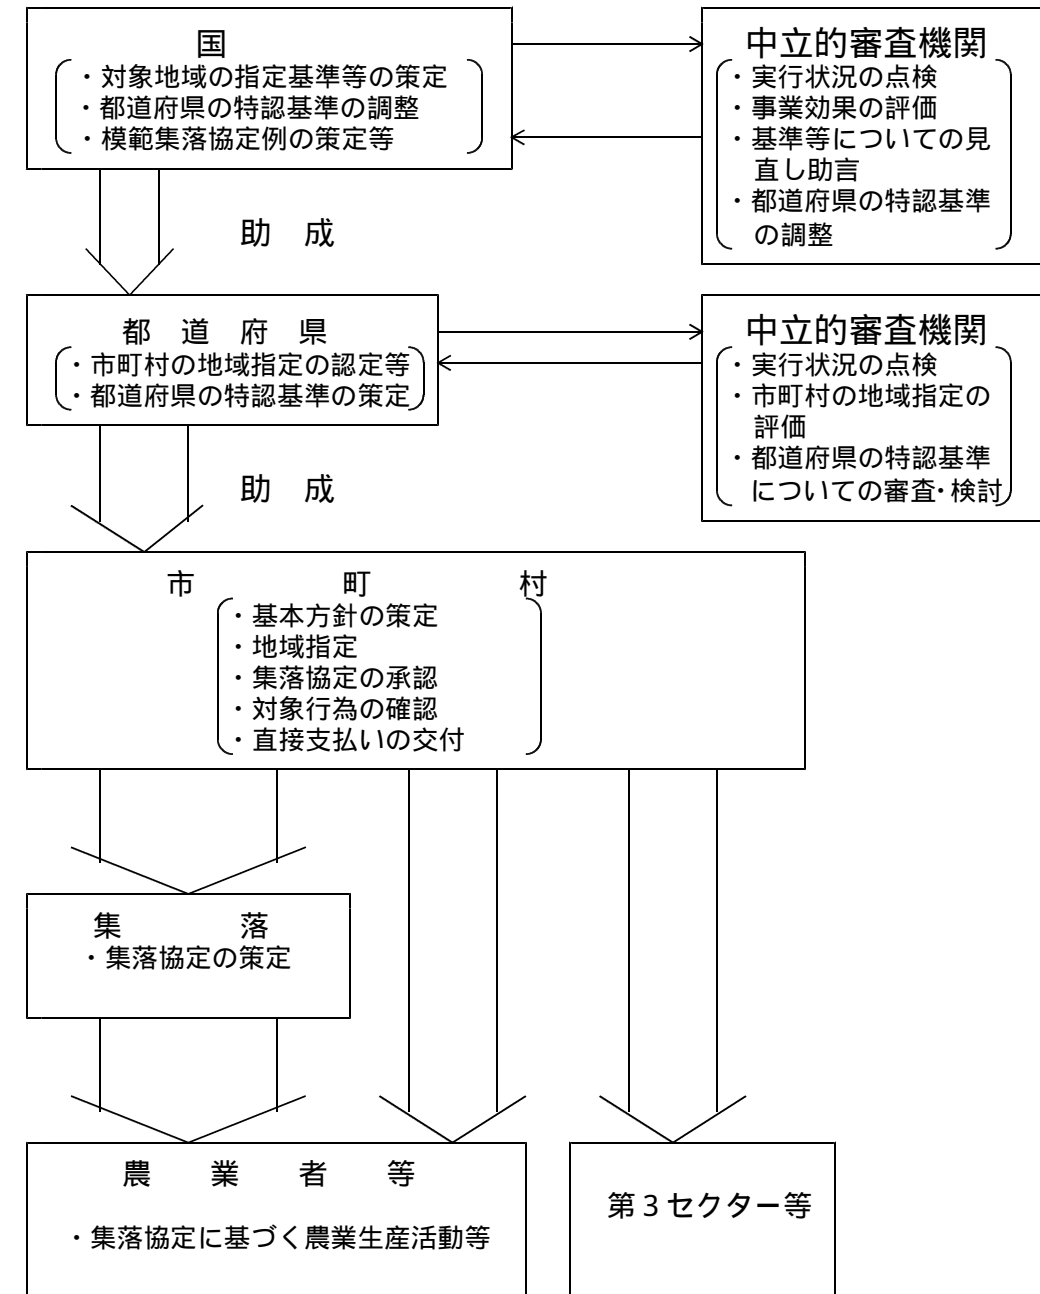 国
・対象地域の指定基準等の策定
・都道府県の特認基準の調整
・模範集落協定例の策定等
中立的審査機関
・実行状況の点検
・事業効果の評価
・基準等についての見
直し助言
・都道府県の特認基準
の調整
助 成
都 道 府 県
・市町村の地域指定の認定等
・都道府県の特認基準の策定
中立的審査機関
・実行状況の点検
・市町村の地域指定の
評価
・都道府県の特認基準
についての審査・検討
助 成
市 町 村
・基本方針の策定
・地域指定
・集落協定の承認
・対象行為の確認
・直接支払いの交付
集 落
・集落協定の策定
農 業 者 等
・集落協定に基づく農業生産活動等
第3セクター等